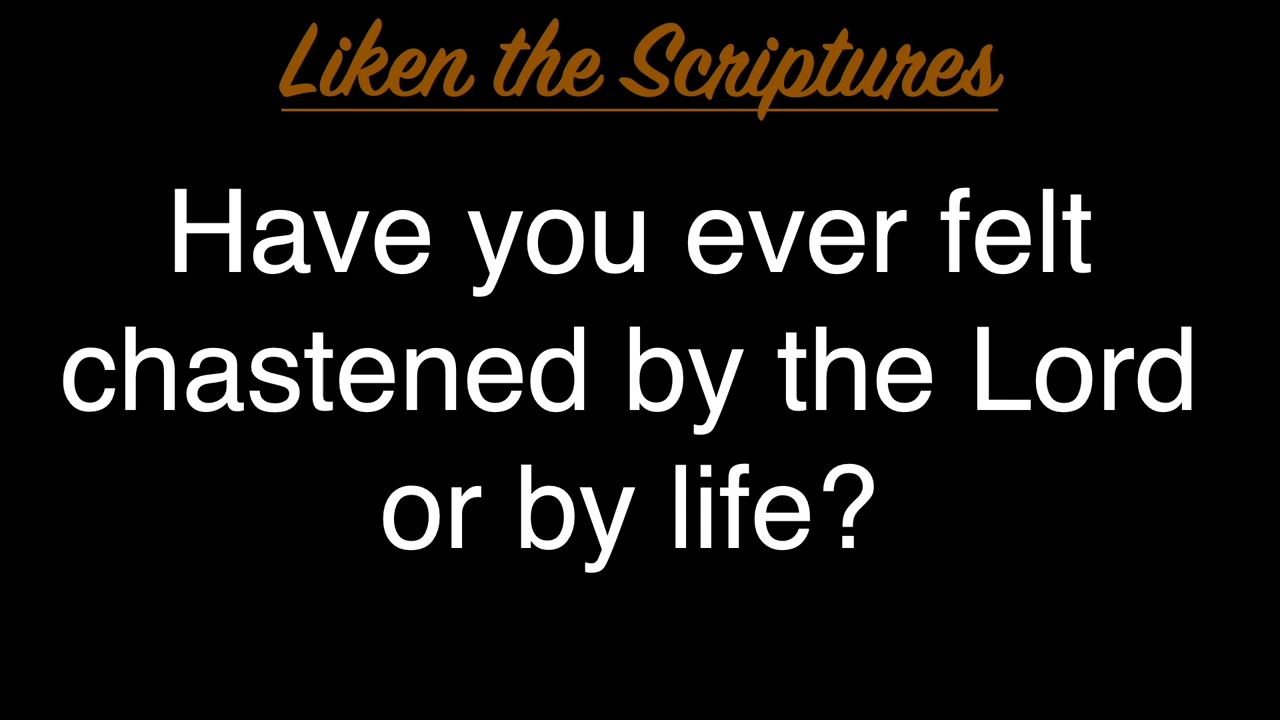 Liken the Scriptures
Have you ever felt
chastened by the Lord
or by life?